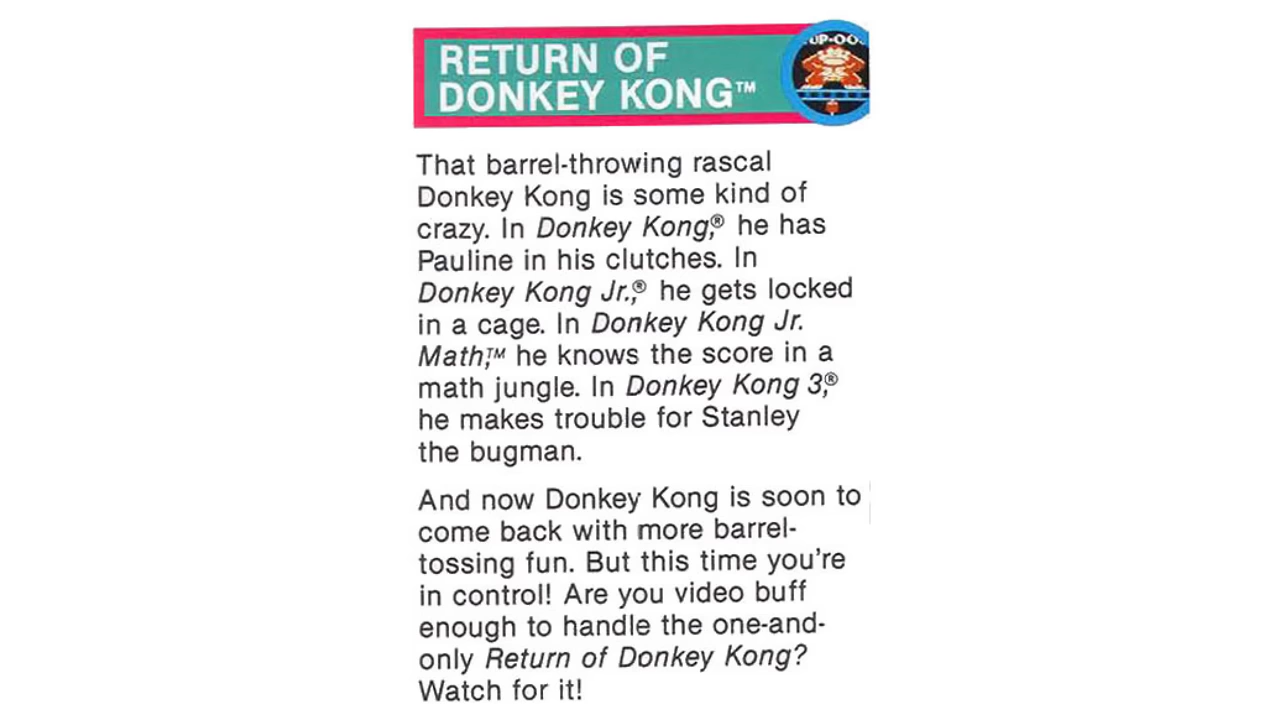 RETURN OF
DONKEY KONG™
UP-OO
That barrel-throwing rascal
Donkey Kong is some kind of
crazy. In Donkey Kong,® he has
Pauline in his clutches. In
Donkey Kong Jr.,® he gets locked
in a cage. In Donkey Kong Jr.
Math,™ he knows the score in a
math jungle. In Donkey Kong 3,®
he makes trouble for Stanley
the bugman.
And now Donkey Kong is soon to
come back with more barrel-
tossing fun. But this time you're
in control! Are you video buff
enough to handle the one-and-
only Return of Donkey Kong?
Watch for it!